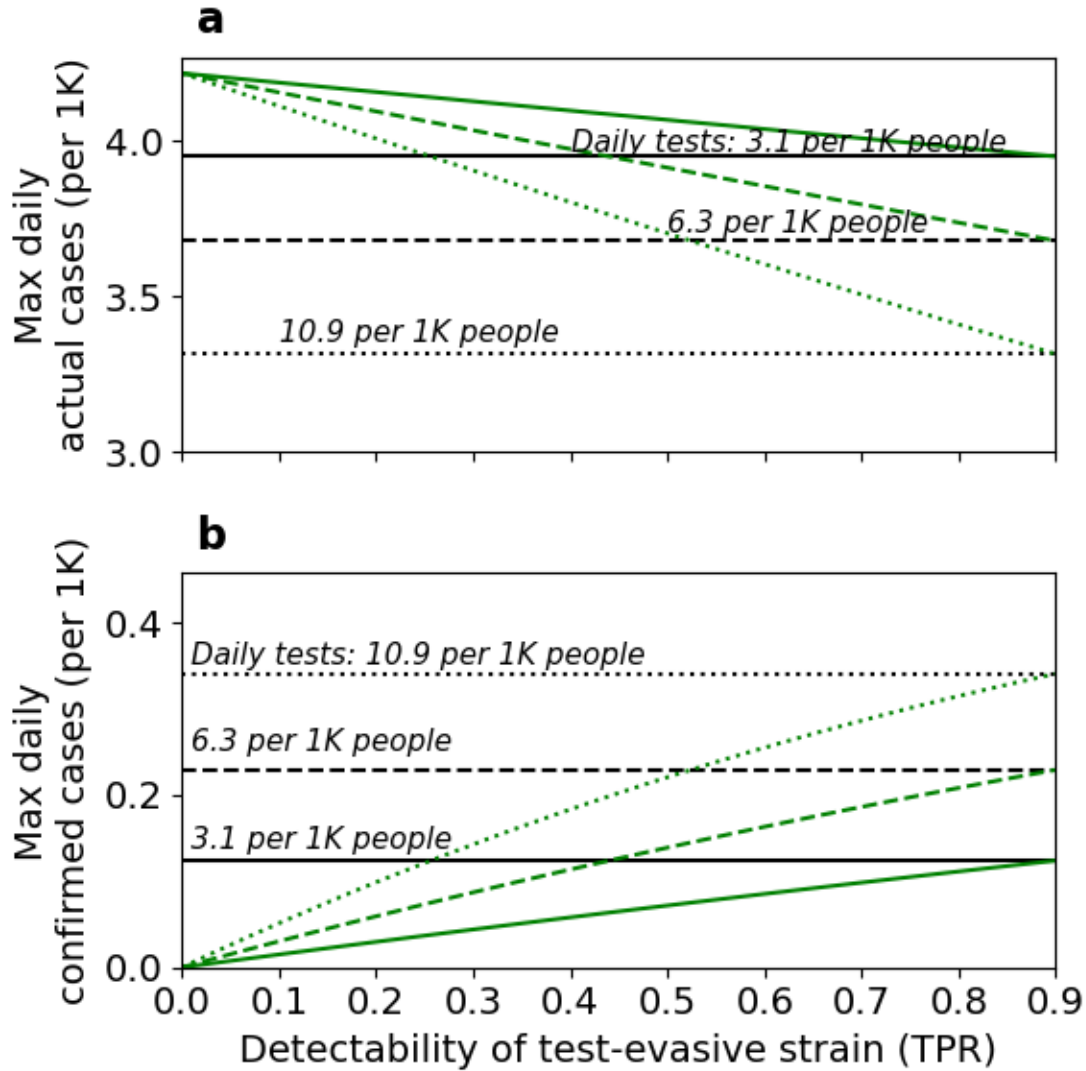 a
Max daily
actual cases (per 1K)
4.0
3.5
3.0
Daily tests: 3.1 per 1K people
6.3 per 1K people
10.9 per 1K people
b
Max daily
confirmed cases (per 1K)
0.4
0.2
0.0
Daily tests: 10.9 per 1K people
6.3 per 1K people
3.1 per 1K people
0.0 0.1 0.2 0.3 0.4 0.5 0.6 0.7 0.8 0.9
Detectability of test-evasive strain (TPR)